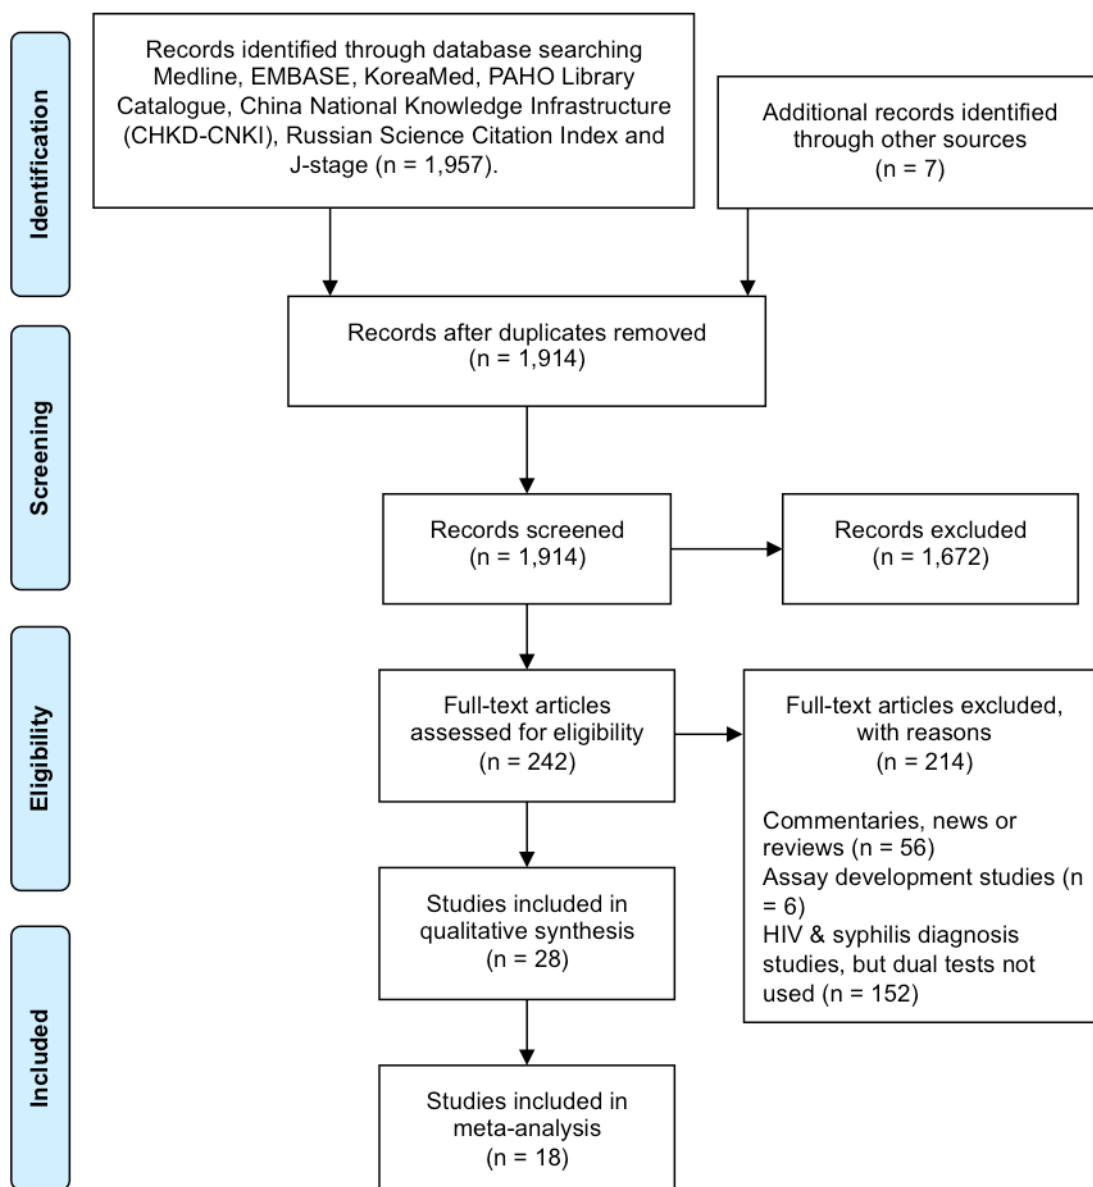 Identification
Records identified through database searching
Medline, EMBASE, KoreaMed, PAHO Library
Catalogue, China National Knowledge Infrastructure
(CHKD-CNKI), Russian Science Citation Index and
J-stage (n = 1,957).
Additional records identified
through other sources
(n = 7)
Records after duplicates removed
(n = 1,914)
Screening
Records screened
(n = 1,914)
Records excluded
(n = 1,672)
Eligibility
Full-text articles
assessed for eligibility
(n = 242)
Full-text articles excluded,
with reasons
(n = 214)
Commentaries, news or
reviews (n = 56)
Assay development studies (n
= 6)
HIV & syphilis diagnosis
studies, but dual tests not
used (n = 152)
Studies included in
qualitative synthesis
(n = 28)
Included
Studies included in
meta-analysis
(n = 18)